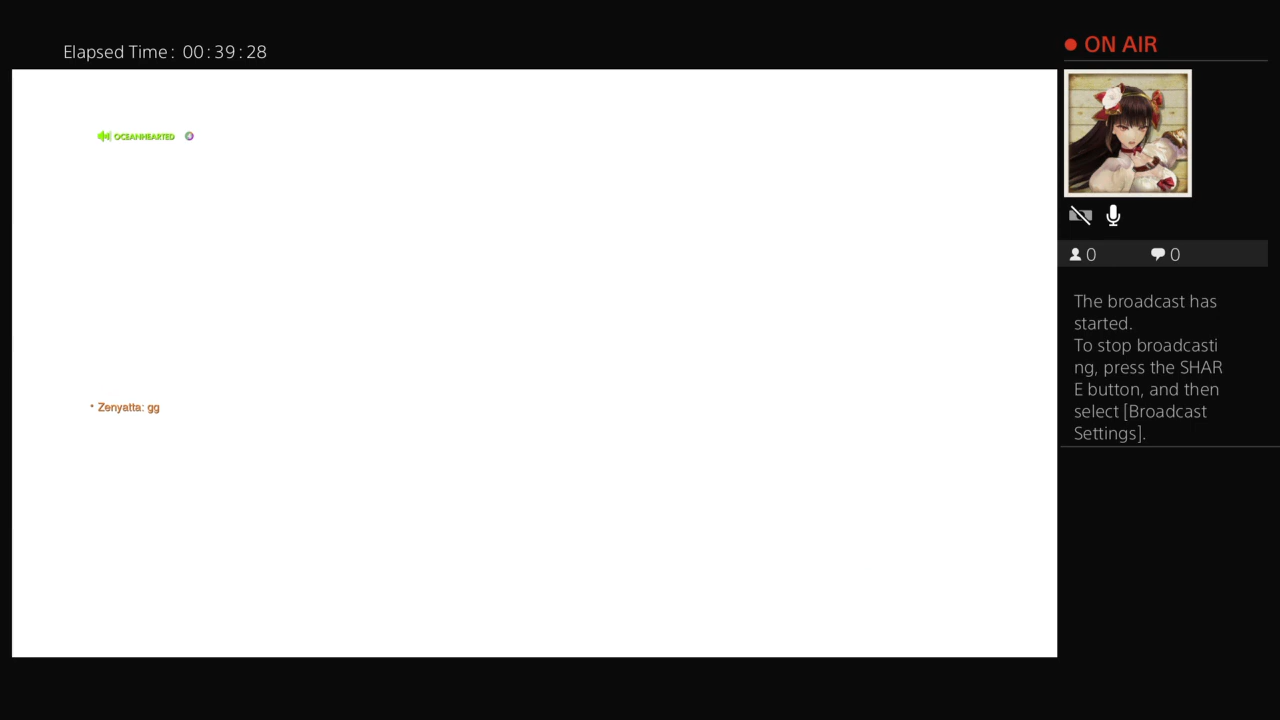 Elapsed Time: 00:39:28
ON AIR
OCEANHEARTED
0 0
The broadcast has
started.
To stop broadcasti
ng, press the SHAR
E button, and then
select [Broadcast
Settings].
• Zenyatta: gg